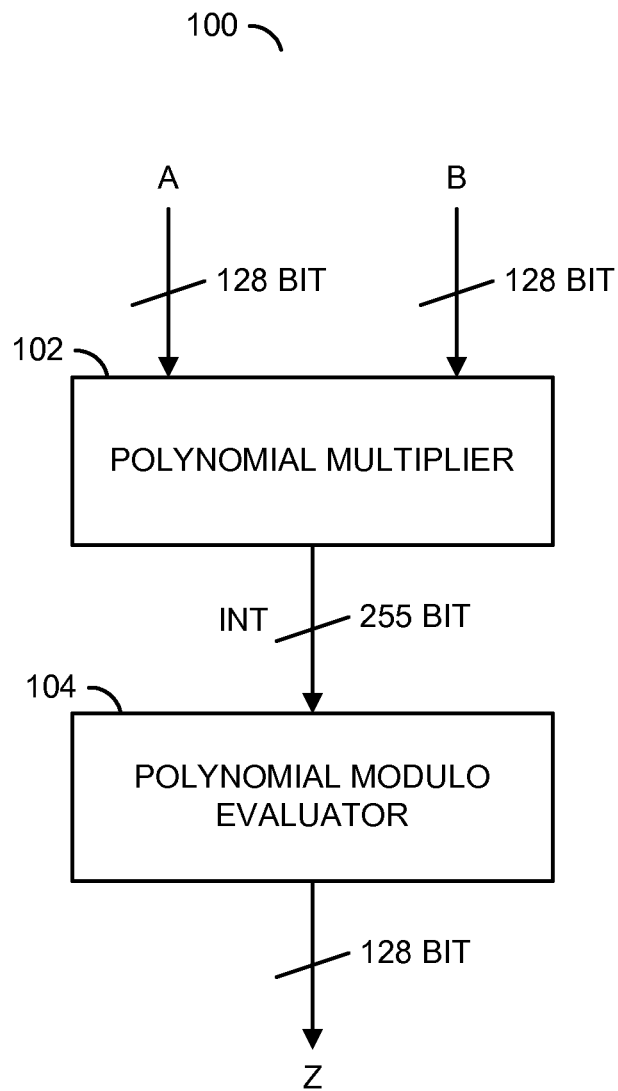 100
A
B
128 BIT
128 BIT
102
POLYNOMIAL MULTIPLIER
INT
255 BIT
104
POLYNOMIAL MODULO
EVALUATOR
128 BIT
Z